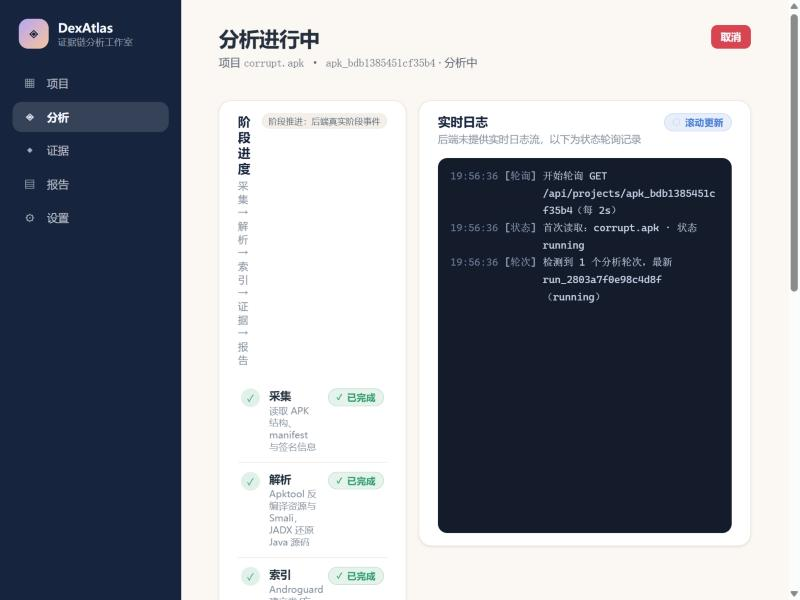 DexAtlas
证据链分析工作室
项目
分析
证据
报告
设置
分析进行中
项目 corrupt.apk • apk_bdb1385451cf35b4 · 分析中
取消
阶段进度
阶段推进：后端真实阶段事件
采集→解析→索引→证据→报告
✓ 采集
✓ 已完成
读取 APK
结构、
manifest
与签名信息
✓ 解析
✓ 已完成
Apktool 反
编译资源与
Smali，
JADX 还原
Java 源码
✓ 索引
✓ 已完成
Androguard
实时日志
滚动更新
后端未提供实时日志流，以下为状态轮询记录
19:56:36 [轮询] 开始轮询 GET
/api/projects/apk_bdb1385451c
f35b4（每 2s）
19:56:36 [状态] 首次读取：corrupt.apk · 状态
running
19:56:36 [轮次] 检测到 1 个分析轮次，最新
run_2803a7f0e98c4d8f
（running）